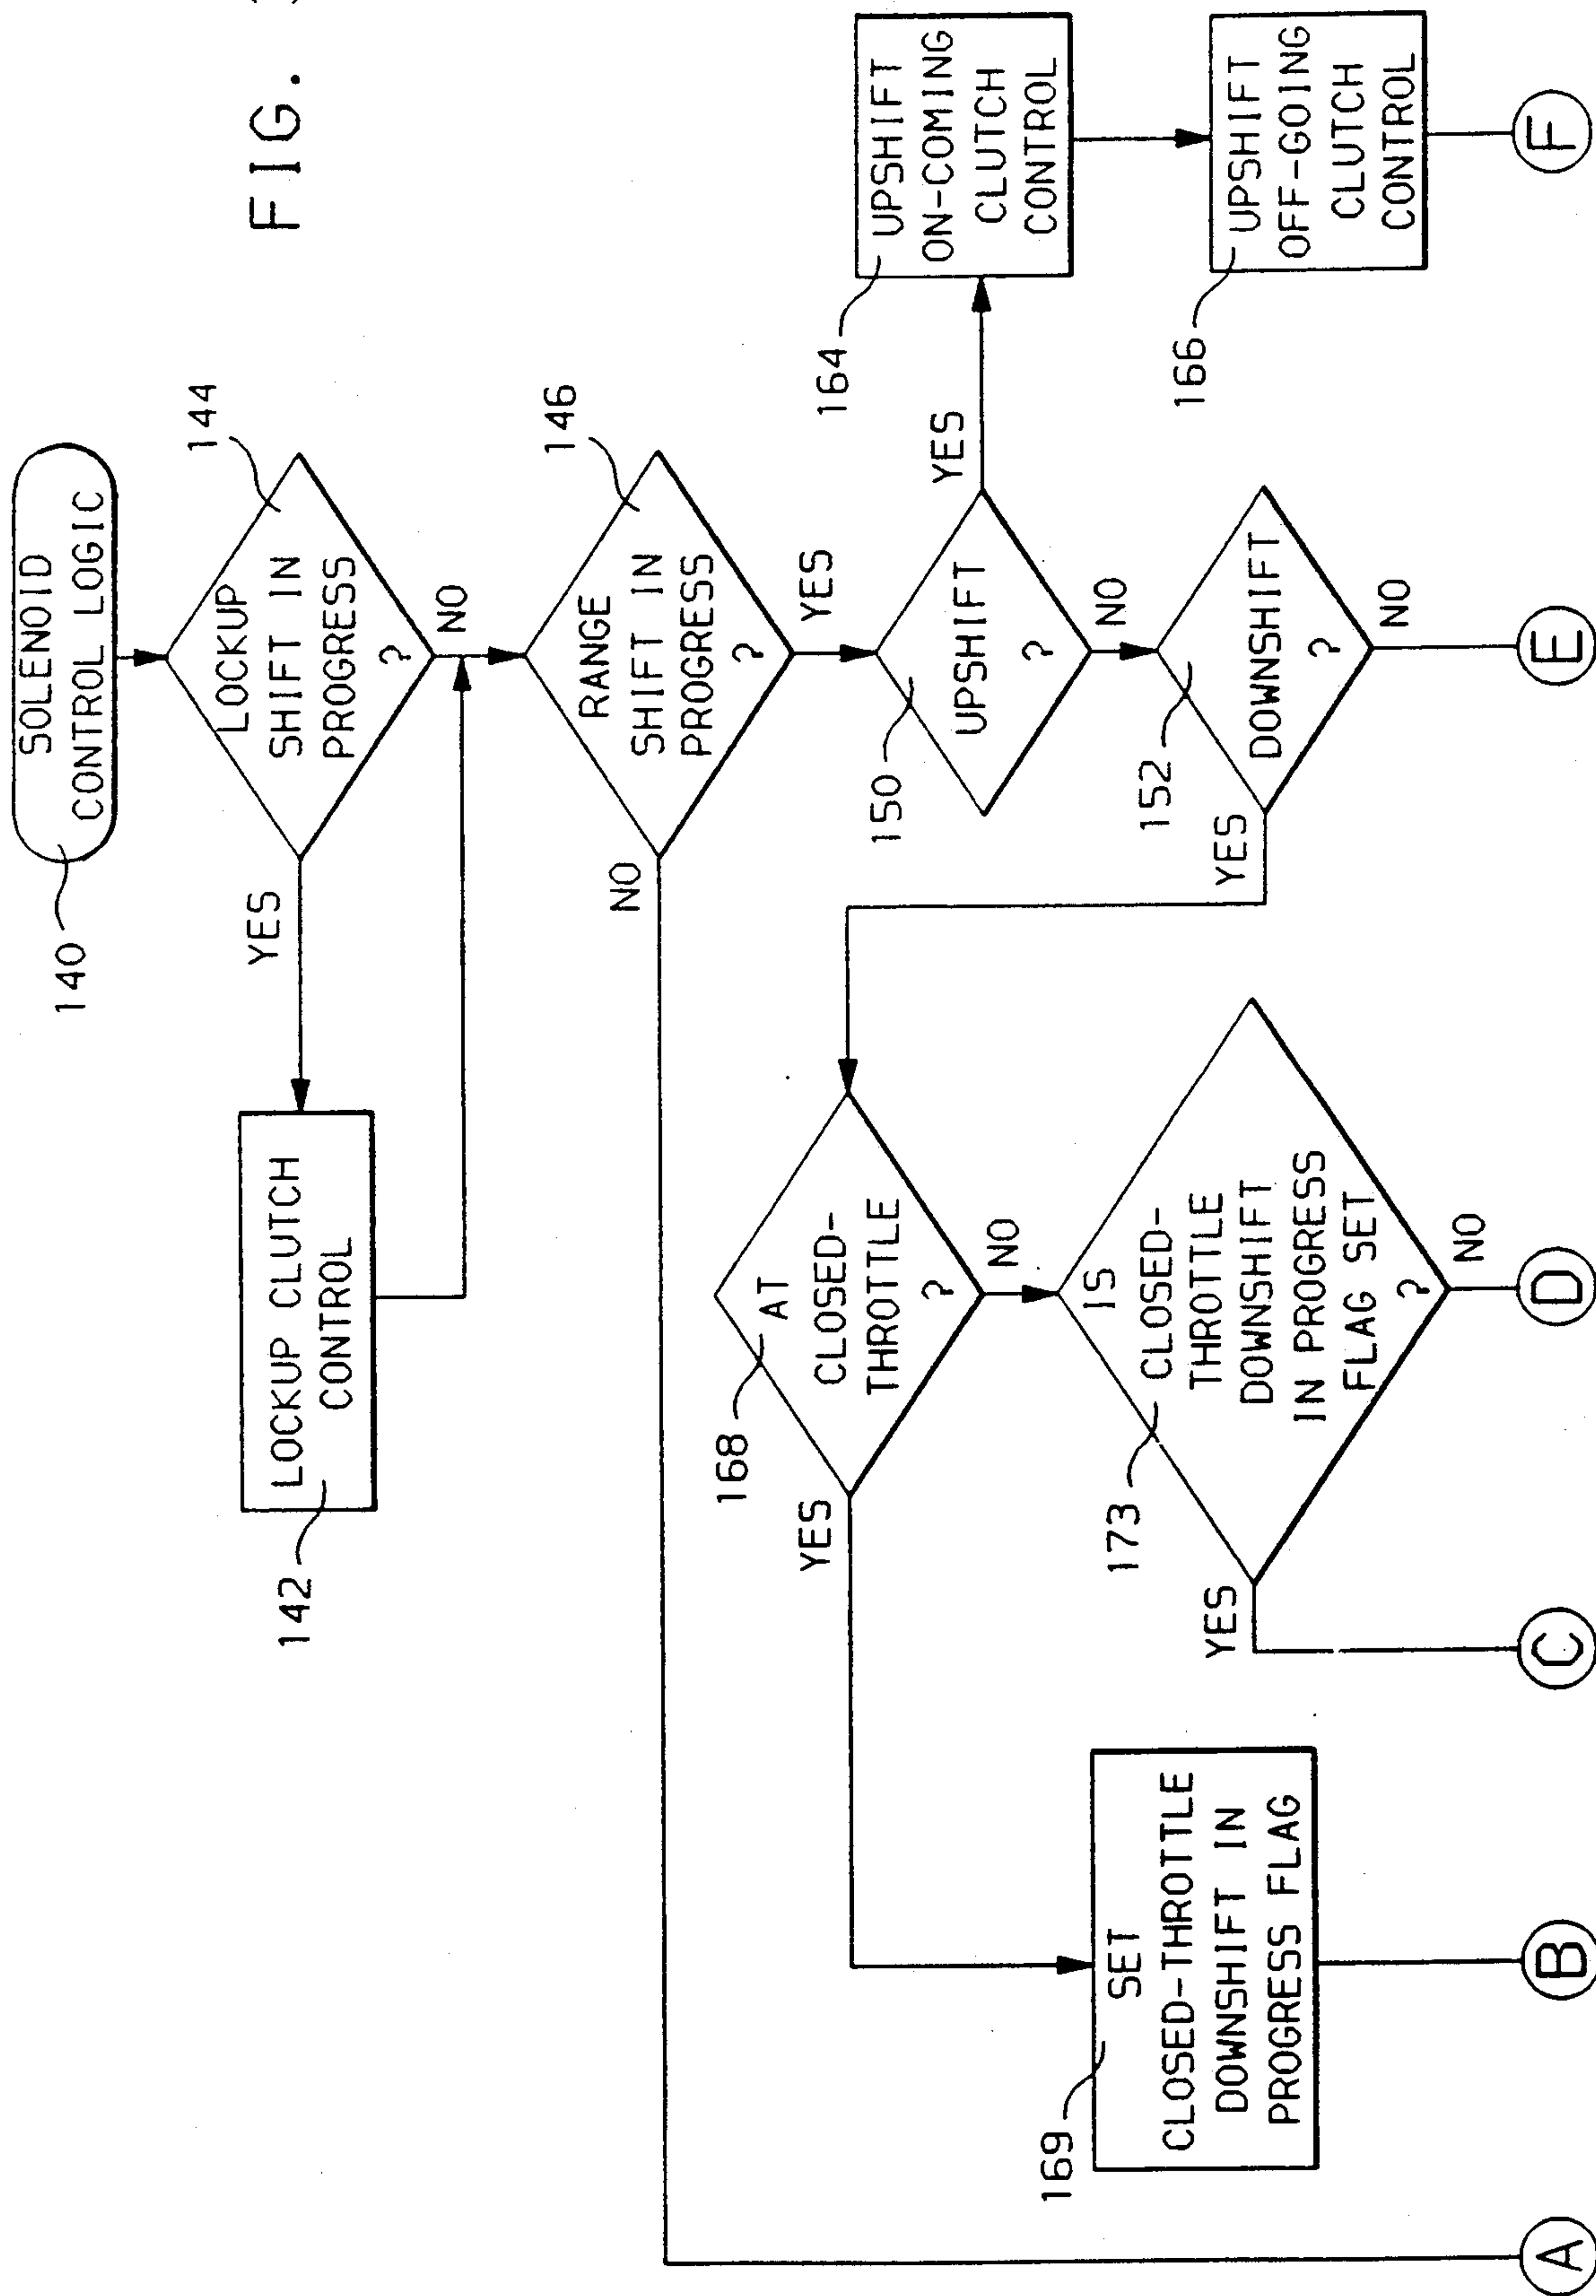 FIG.
SOLENOID
CONTROL LOGIC
140
LOCKUP
SHIFT IN
PROGRESS
?
144
YES
NO
LOCKUP CLUTCH
CONTROL
142
RANGE
SHIFT IN
PROGRESS
?
146
NO
YES
UPSHIFT
?
150
YES
NO
UPSHIFT
ON-COMING
CLUTCH
CONTROL
164
UPSHIFT
OFF-GOING
CLUTCH
CONTROL
166
DOWNSHIFT
?
152
YES
NO
AT
CLOSED-
THROTTLE
?
168
YES
NO
IS
CLOSED-
THROTTLE
DOWNSHIFT
IN PROGRESS
FLAG SET
?
173
YES
NO
SET
CLOSED-THROTTLE
DOWNSHIFT IN
PROGRESS FLAG
169
A
B
C
D
E
F